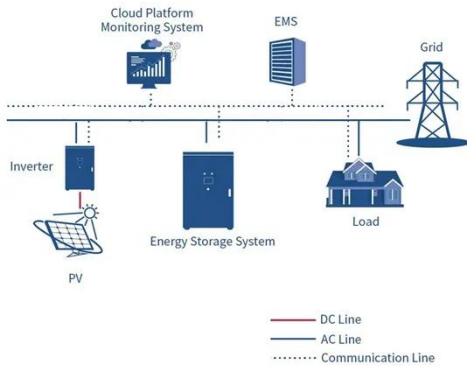 Cloud Platform
Monitoring System
EMS
Grid
Inverter
Energy Storage System
Load
PV
DC Line
AC Line
Communication Line